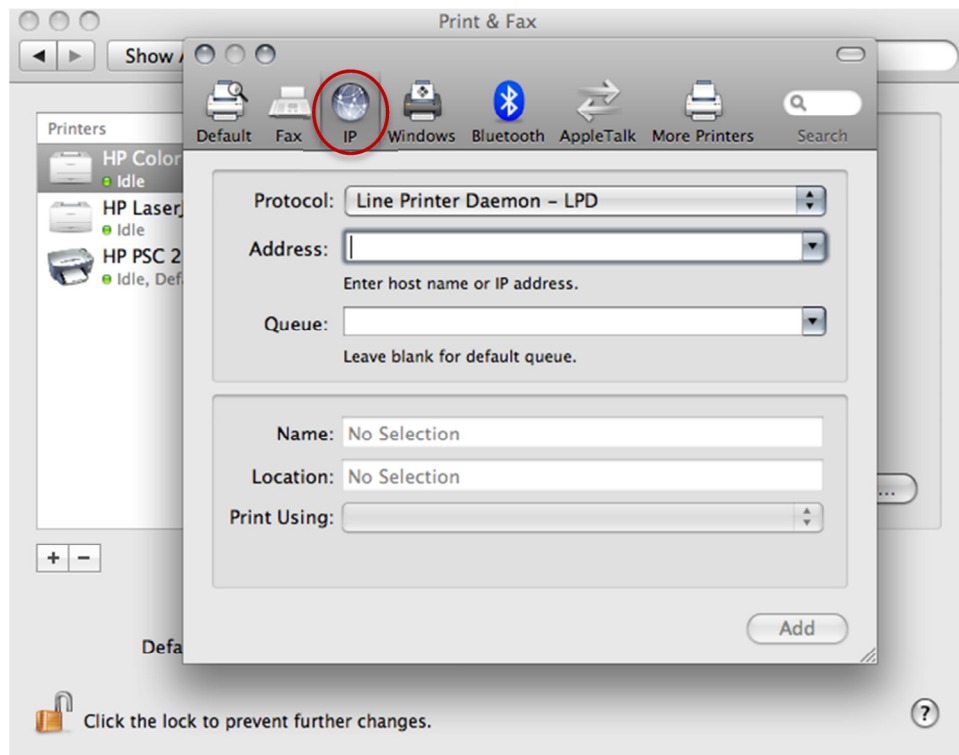 Print & Fax
Show
Default Fax IP Windows Bluetooth AppleTalk More Printers Search
Printers
HP Color
Idle
HP Laser
Idle
HP PSC 2
Idle, Def
Protocol: Line Printer Daemon – LPD
Address:
Enter host name or IP address.
Queue:
Leave blank for default queue.
Name: No Selection
Location: No Selection
Print Using:
...
+ −
Add
Defa
Click the lock to prevent further changes.
?